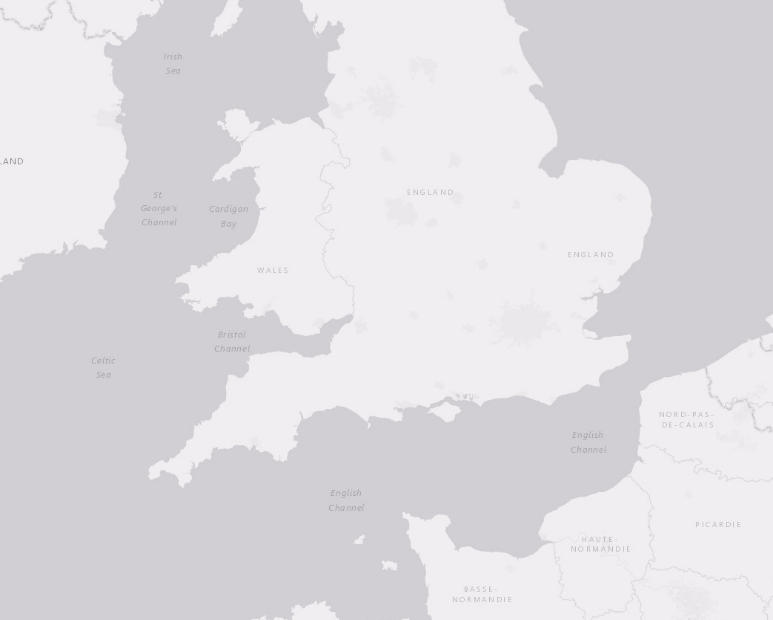 Irish
Sea
LAND
ENGLAND
St
George's
Channel
Cardigan
Bay
ENGLAND
WALES
Bristol
Channel
Celtic
Sea
NORD-PAS-
DE-CALAIS
English
Channel
English
Channel
PICARDIE
HAUTE-
NORMANDIE
BASSE-
NORMANDIE